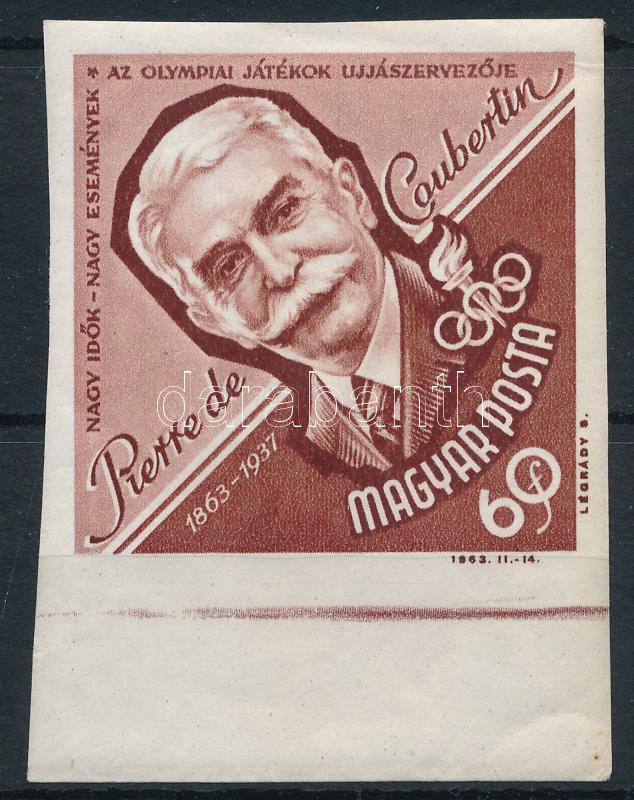 NAGY IDŐK - NAGY ESEMÉNYEK * AZ OLYMPIAI JÁTÉKOK UJJÁSZERVEZŐJE
Pierre de Coubertin
1863-1937
MAGYAR POSTA
60f
LÉGRÁDY S.
1963. II.-14.
darabanth